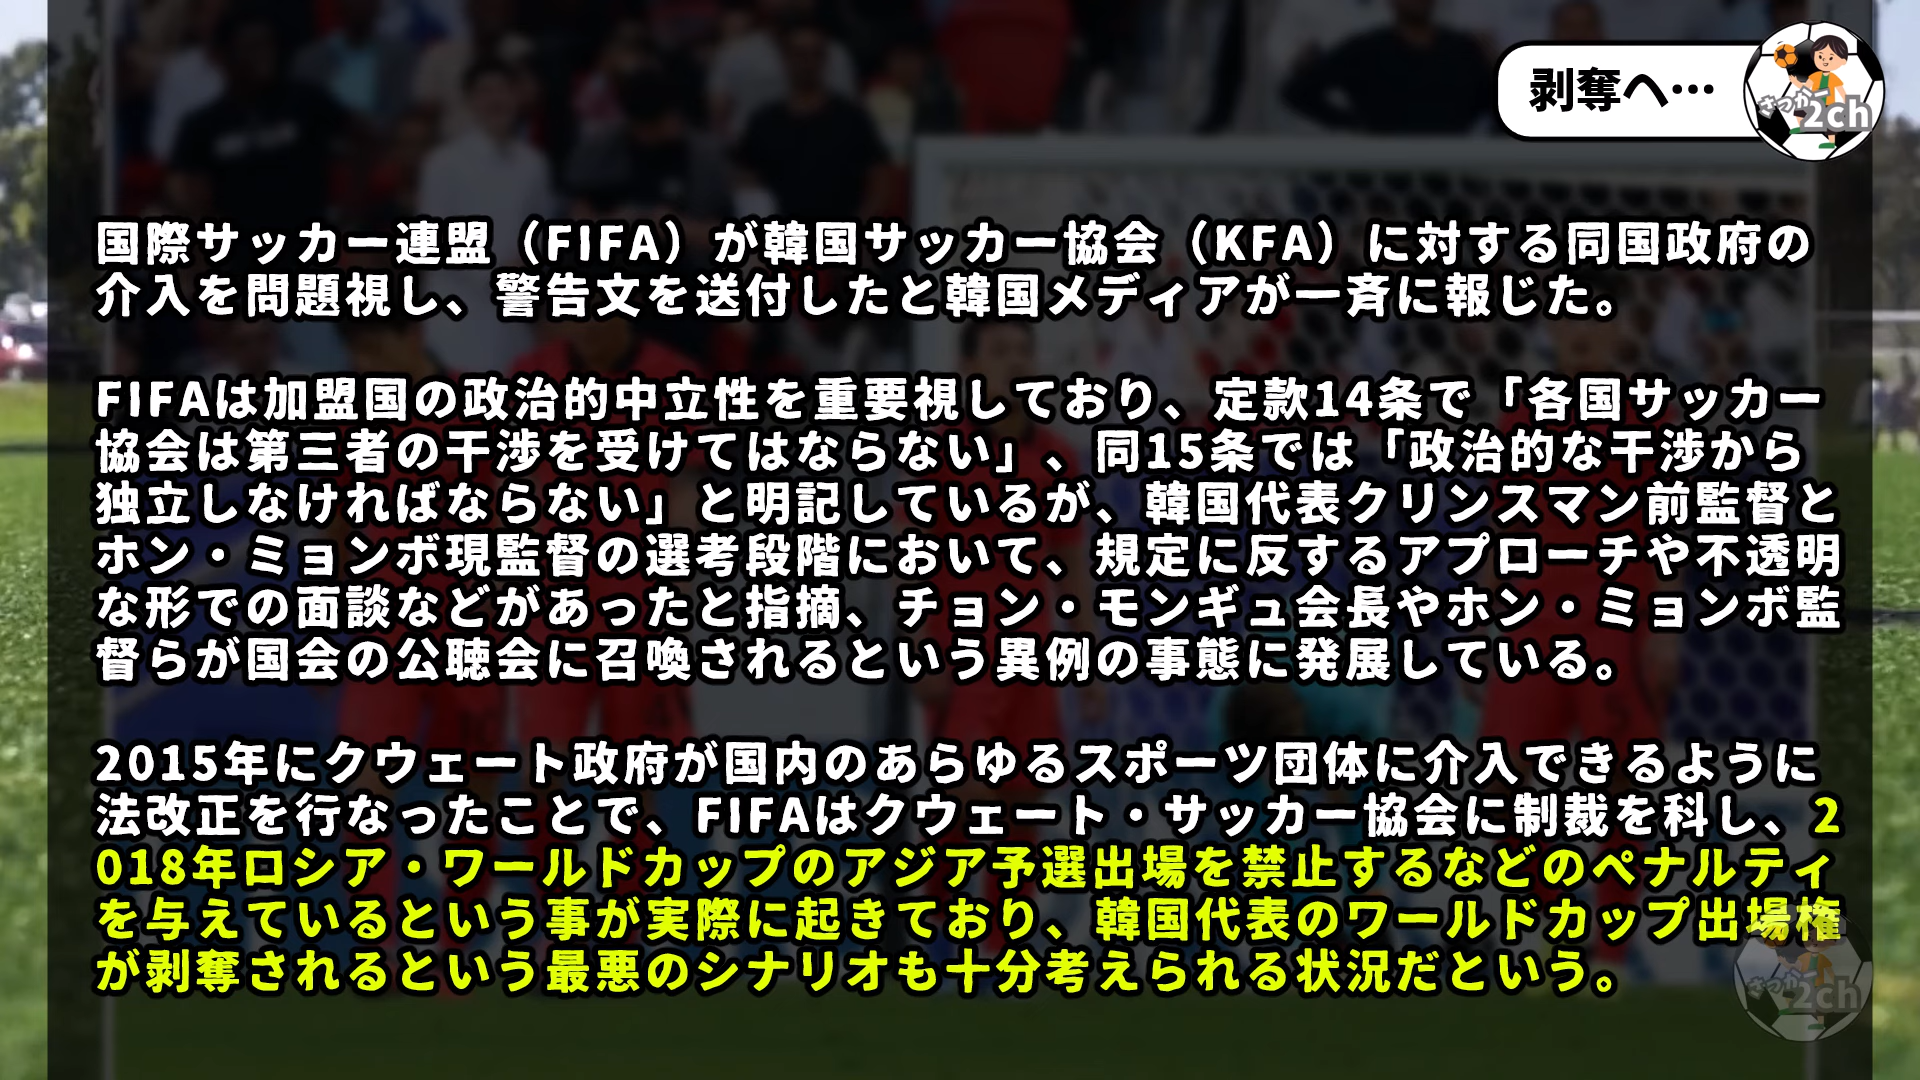 剥奪へ…
さっかー
2ch
国際サッカー連盟（FIFA）が韓国サッカー協会（KFA）に対する同国政府の
介入を問題視し、警告文を送付したと韓国メディアが一斉に報じた。
FIFAは加盟国の政治的中立性を重要視しており、定款14条で「各国サッカー
協会は第三者の干渉を受けてはならない」、同15条では「政治的な干渉から
独立しなければならない」と明記しているが、韓国代表クリンスマン前監督と
ホン・ミョンボ現監督の選考段階において、規定に反するアプローチや不透明
な形での面談などがあったと指摘、チョン・モンギュ会長やホン・ミョンボ監
督らが国会の公聴会に召喚されるという異例の事態に発展している。
2015年にクウェート政府が国内のあらゆるスポーツ団体に介入できるように
法改正を行なったことで、FIFAはクウェート・サッカー協会に制裁を科し、2
018年ロシア・ワールドカップのアジア予選出場を禁止するなどのペナルティ
を与えているという事が実際に起きており、韓国代表のワールドカップ出場権
が剥奪されるという最悪のシナリオも十分考えられる状況だという。
さっかー
2ch